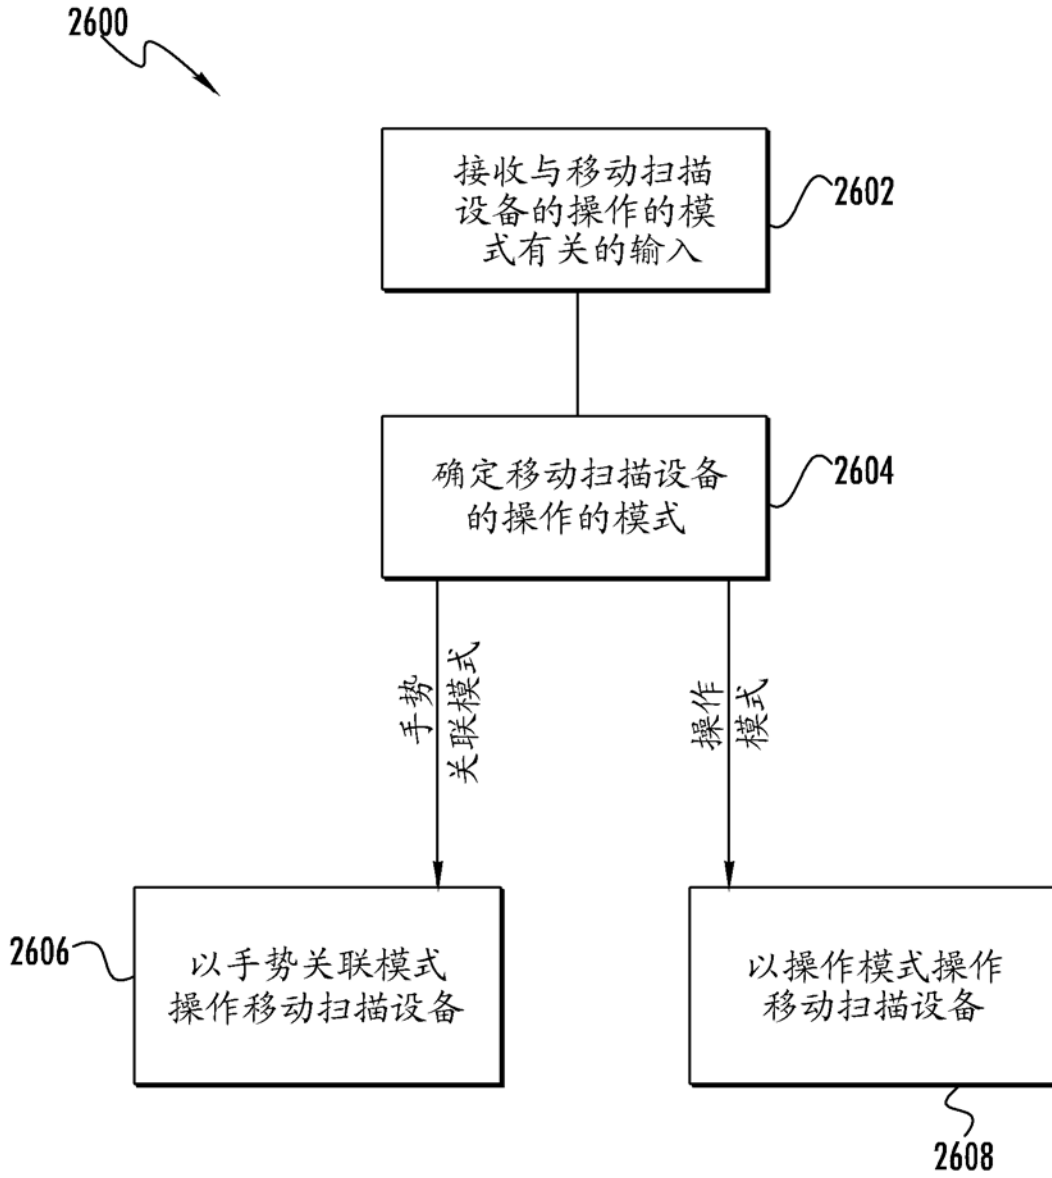 2600
接收与移动扫描
设备的操作的模
式有关的输入
2602
确定移动扫描设备
的操作的模式
2604
手势
关联模式
操作
模式
2606
以手势关联模式
操作移动扫描设备
以操作模式操作
移动扫描设备
2608